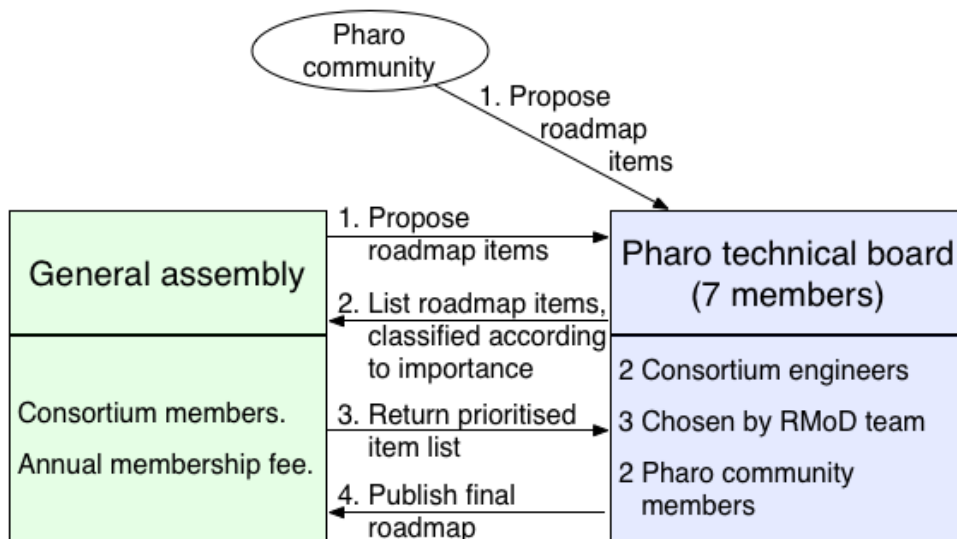 Pharo
community
1. Propose
roadmap
items
General assembly
Consortium members.
Annual membership fee.
1. Propose
roadmap items
2. List roadmap items,
classified according
to importance
3. Return prioritised
item list
4. Publish final
roadmap
Pharo technical board
(7 members)
2 Consortium engineers
3 Chosen by RMoD team
2 Pharo community
members